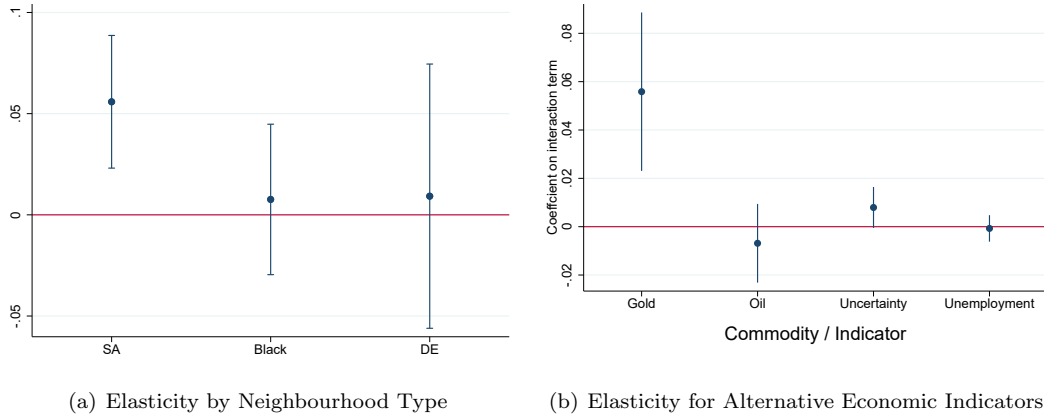 .1
.05
0
-.05
SA Black DE
(a) Elasticity by Neighbourhood Type
Coeffcient on interaction term
.08
.06
.04
.02
0
-.02
Gold Oil Uncertainty Unemployment
Commodity / Indicator
(b) Elasticity for Alternative Economic Indicators